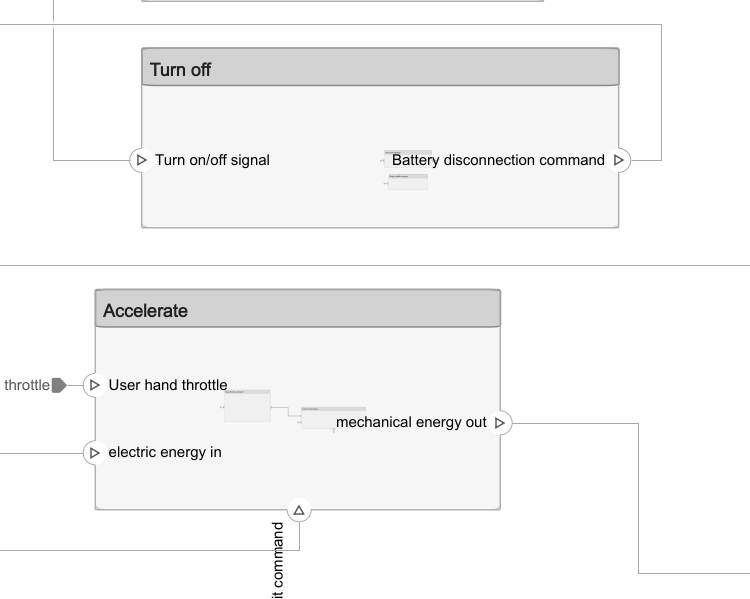 Turn off
Turn on/off signal
Battery disconnection command
Accelerate
throttle
User hand throttle
mechanical energy out
electric energy in
it command